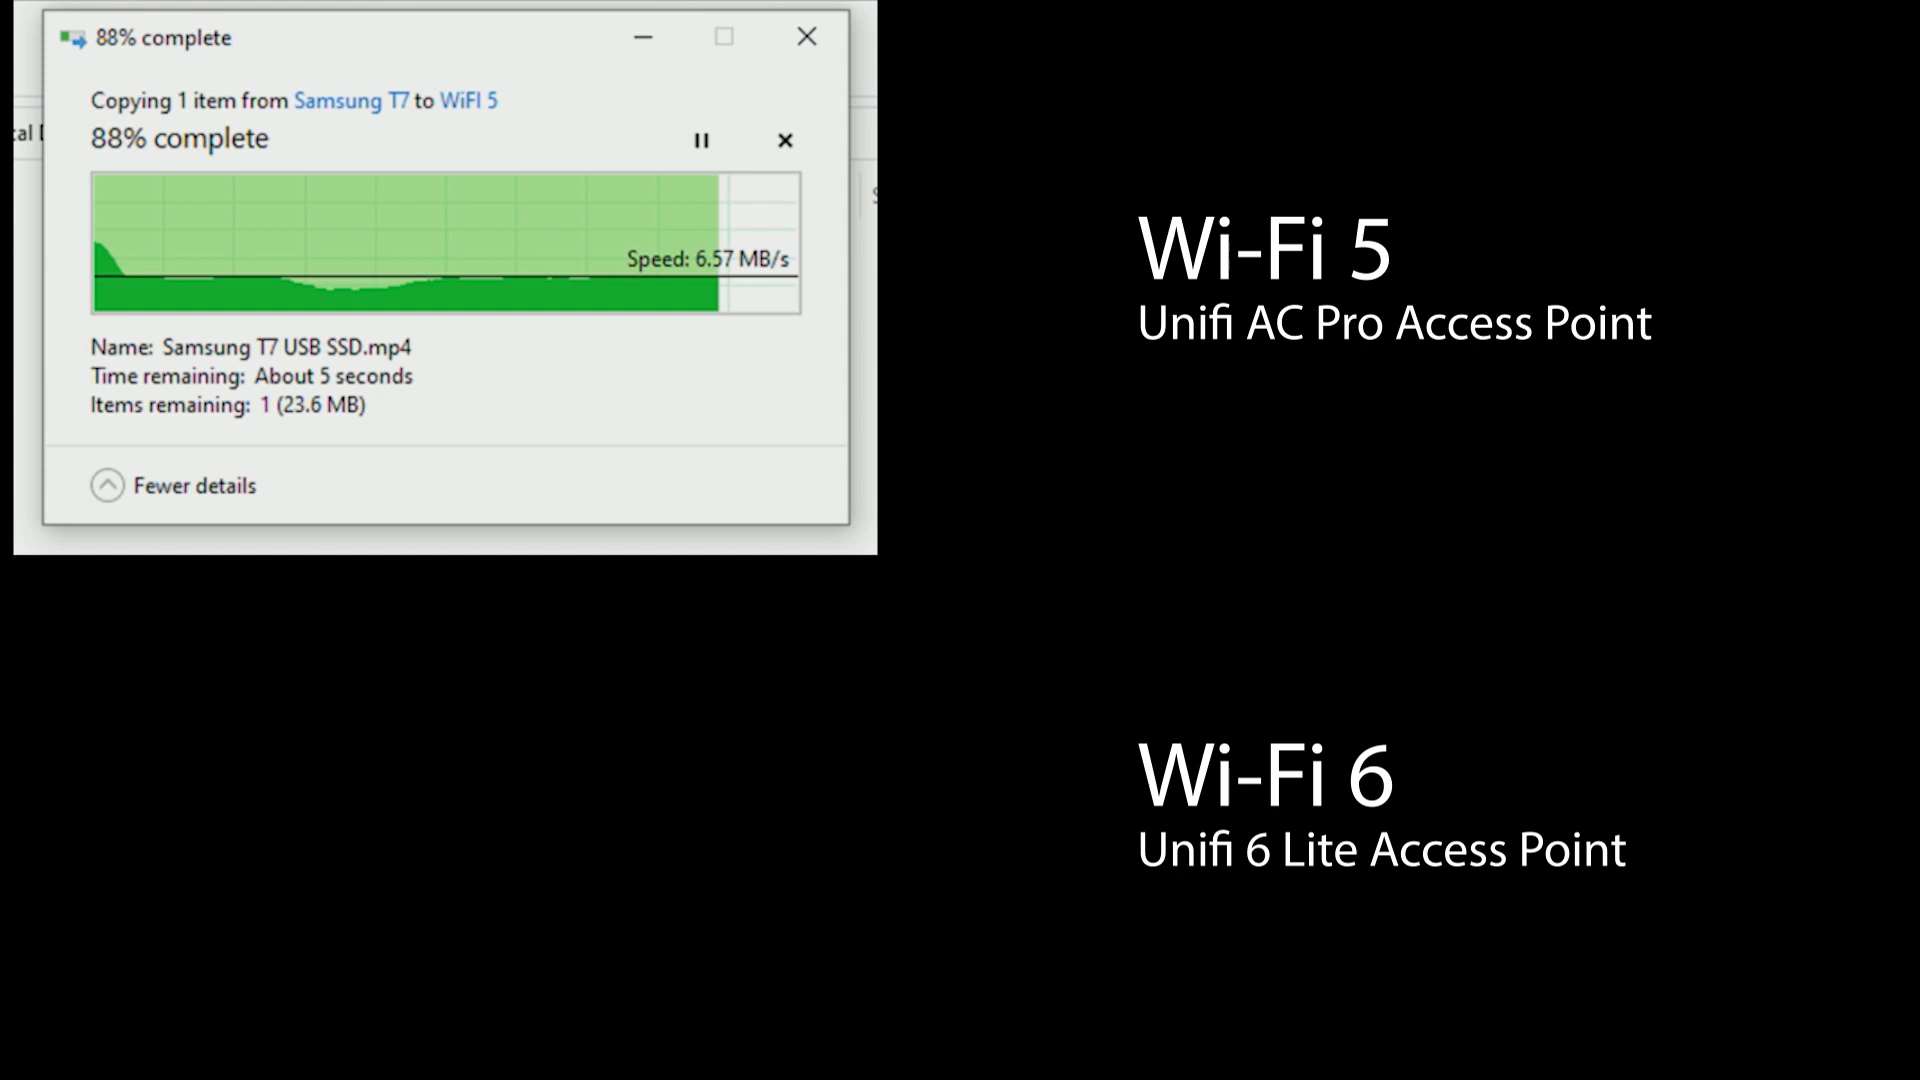 88% complete
Copying 1 item from Samsung T7 to WiFI 5
88% complete
Speed: 6.57 MB/s
Name: Samsung T7 USB SSD.mp4
Time remaining: About 5 seconds
Items remaining: 1 (23.6 MB)
Fewer details
Wi-Fi 5
Unifi AC Pro Access Point
Wi-Fi 6
Unifi 6 Lite Access Point